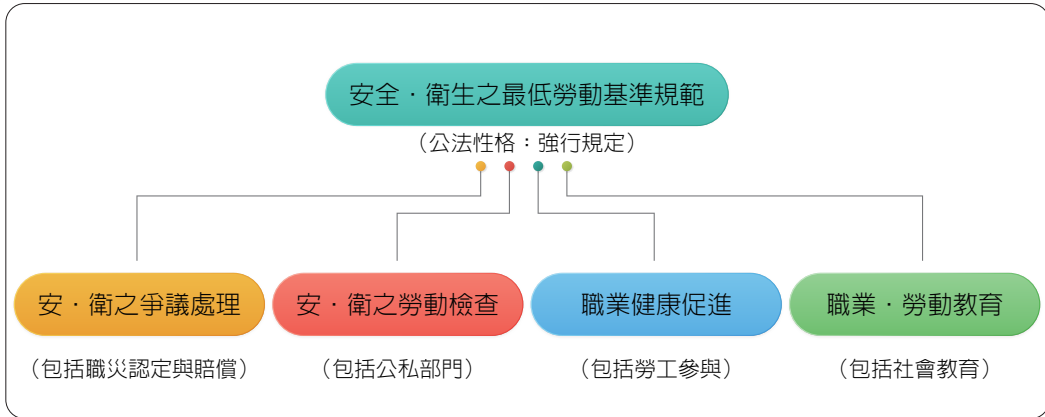 安全‧衛生之最低勞動基準規範
（公法性格：強行規定）
安‧衛之爭議處理
（包括職災認定與賠償）
安‧衛之勞動檢查
（包括公私部門）
職業健康促進
（包括勞工參與）
職業‧勞動教育
（包括社會教育）